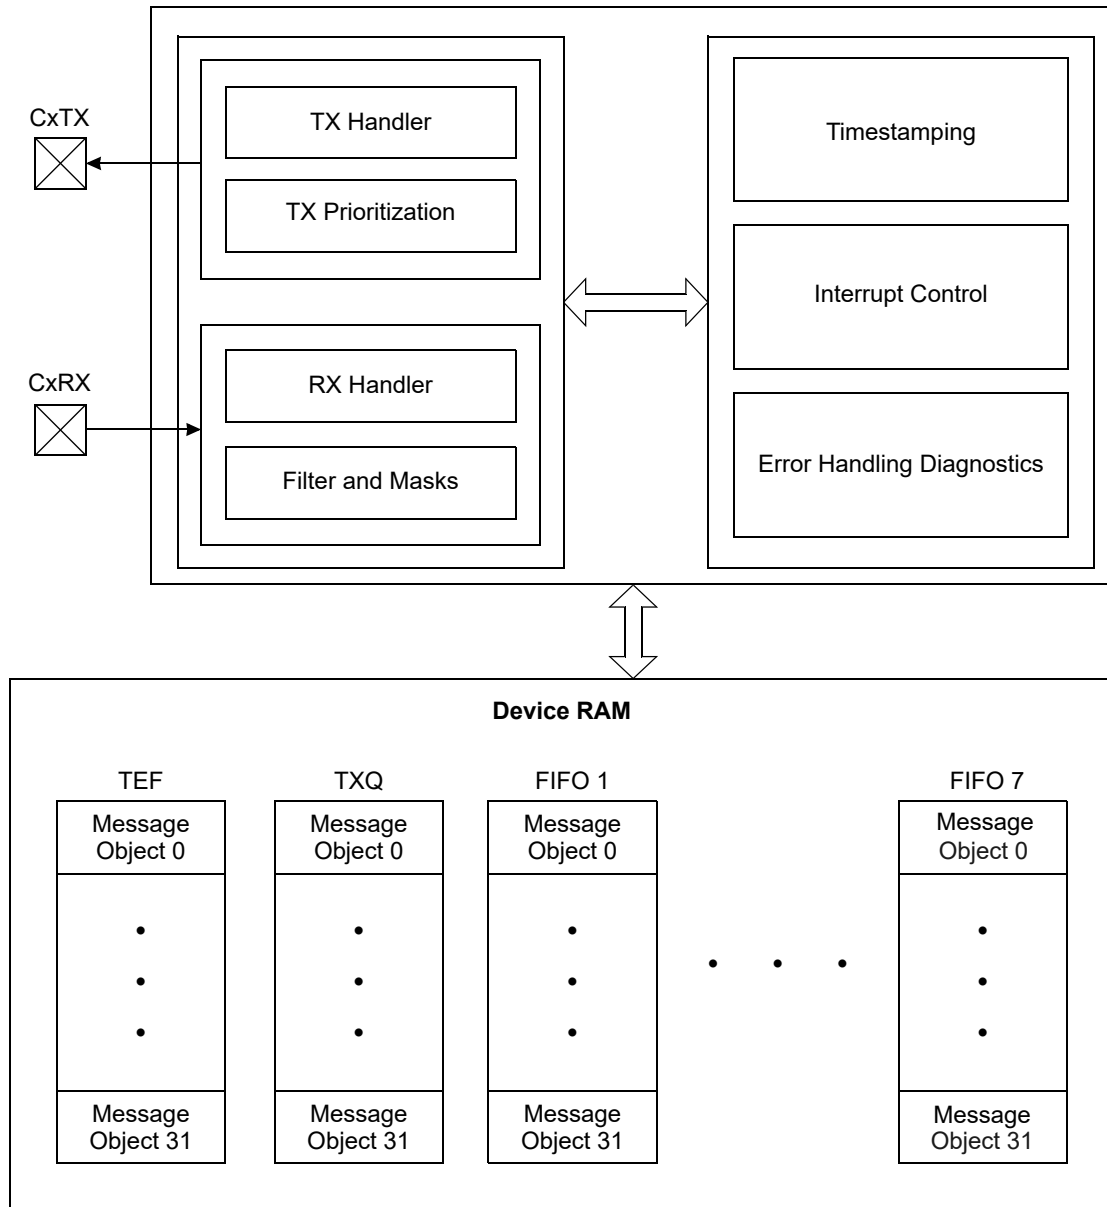 CxTX
TX Handler
TX Prioritization
Timestamping
Interrupt Control
CxRX
RX Handler
Filter and Masks
Error Handling Diagnostics
Device RAM
TEF
TXQ
FIFO 1
FIFO 7
Message
Object 0
Message
Object 0
Message
Object 0
Message
Object 0
Message
Object 31
Message
Object 31
Message
Object 31
Message
Object 31